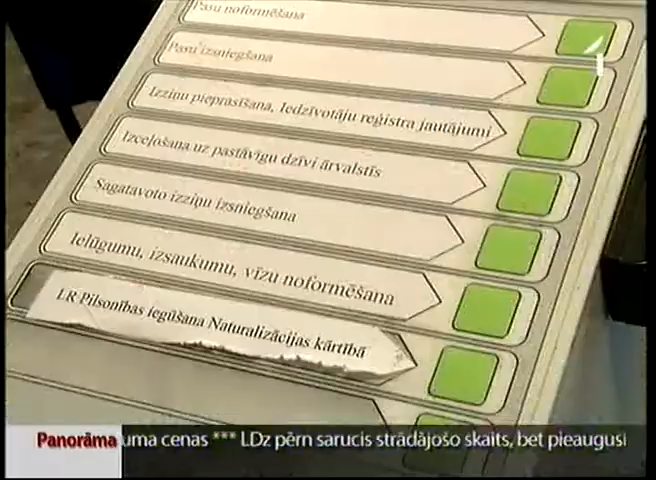 Pasu noformēšana
Pasu izsniegšana
Izziņu pieprasīšana, Iedzīvotāju reģistra jautājumi
Izceļošana uz pastāvīgu dzīvi ārvalstīs
Sagatavoto izziņu izsniegšana
Ielūgumu, izsaukumu, vīzu noformēšana
LR Pilsonības iegūšana Naturalizācijas kārtībā
1
Panorāma uma cenas *** LDz pērn sarucis strādājošo skaits, bet pieaugusi